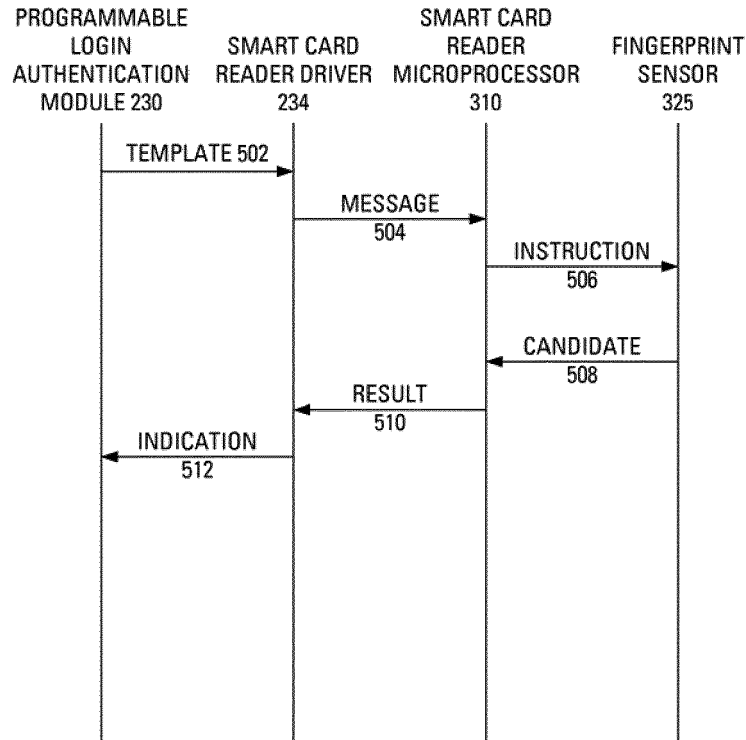 PROGRAMMABLE
LOGIN
AUTHENTICATION
MODULE 230
SMART CARD
READER DRIVER
234
SMART CARD
READER
MICROPROCESSOR
310
FINGERPRINT
SENSOR
325
TEMPLATE 502
MESSAGE
504
INSTRUCTION
506
CANDIDATE
508
RESULT
510
INDICATION
512